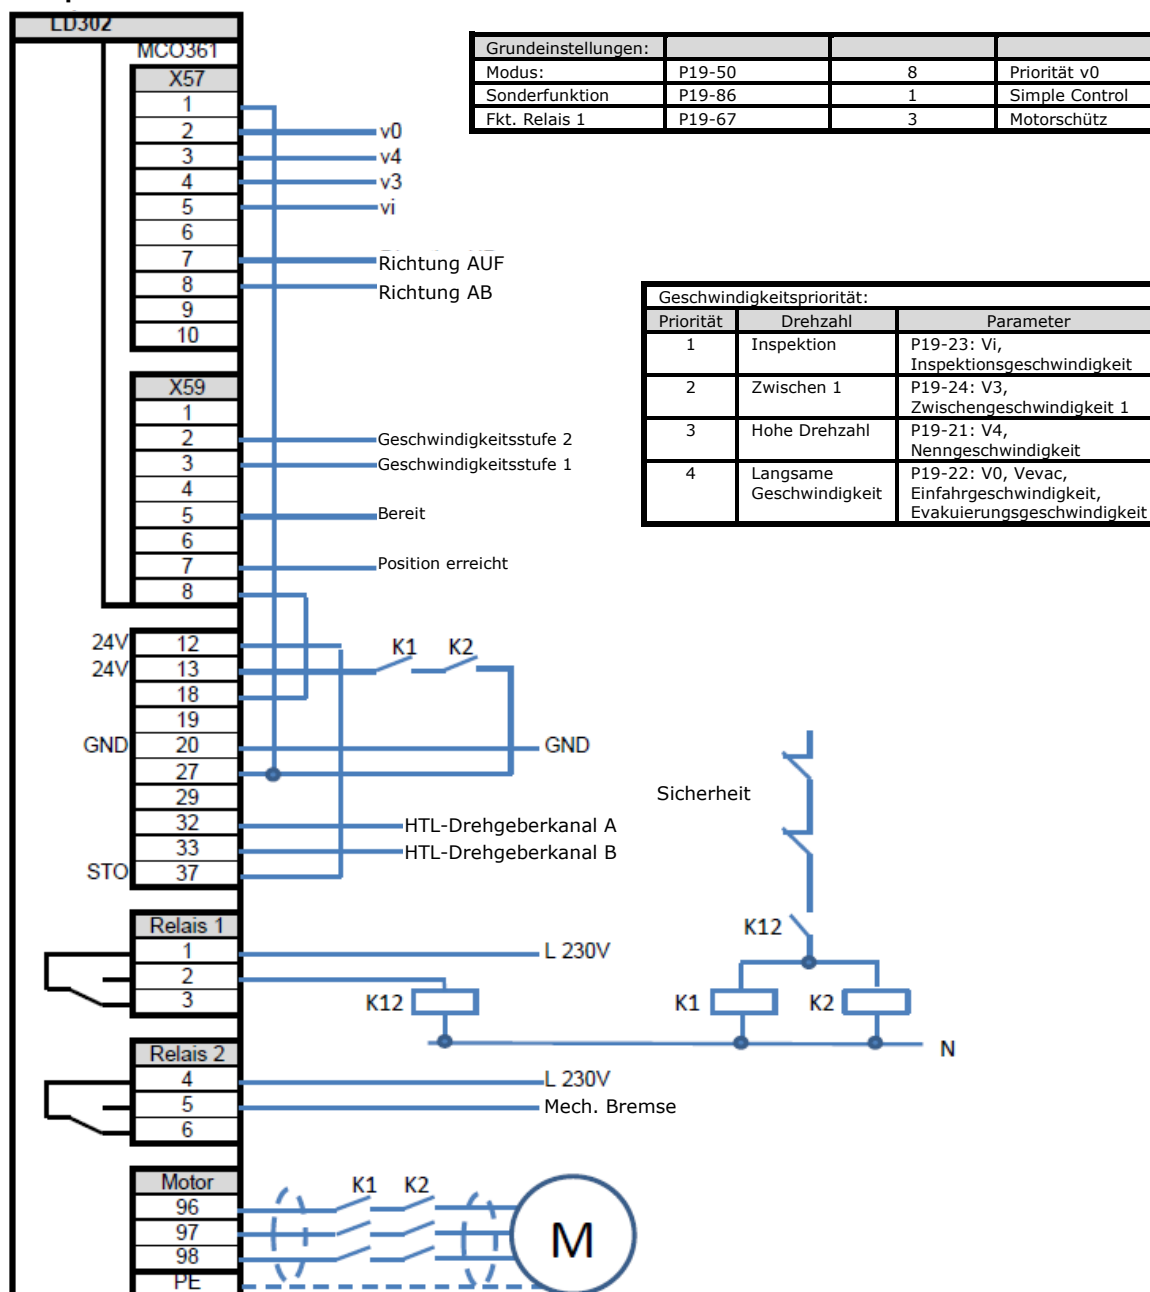 LD302
MCO361
X57
1
2 v0
3 v4
4 v3
5 vi
6
7 Richtung AUF
8 Richtung AB
9
10
X59
1
2 Geschwindigkeitsstufe 2
3 Geschwindigkeitsstufe 1
4
5 Bereit
6
7 Position erreicht
8
24V 12
24V 13 K1 K2
18
19
GND 20 GND
27
29
32 HTL-Drehgeberkanal A
33 HTL-Drehgeberkanal B
STO 37
Relais 1
1 L 230V
2
3 K12
Relais 2
4 L 230V
5 Mech. Bremse
6
Motor
96 K1 K2
97 M
98
PE
Grundeinstellungen:
Modus: P19-50 8 Priorität v0
Sonderfunktion P19-86 1 Simple Control
Fkt. Relais 1 P19-67 3 Motorschütz
Geschwindigkeitspriorität:
Priorität Drehzahl Parameter
1 Inspektion P19-23: Vi,
Inspektionsgeschwindigkeit
2 Zwischen 1 P19-24: V3,
Zwischengeschwindigkeit 1
3 Hohe Drehzahl P19-21: V4,
Nenngeschwindigkeit
4 Langsame P19-22: V0, Vevac,
Geschwindigkeit Einfahrgeschwindigkeit,
Evakuierungsgeschwindigkeit
Sicherheit
K12
K1 K2
N